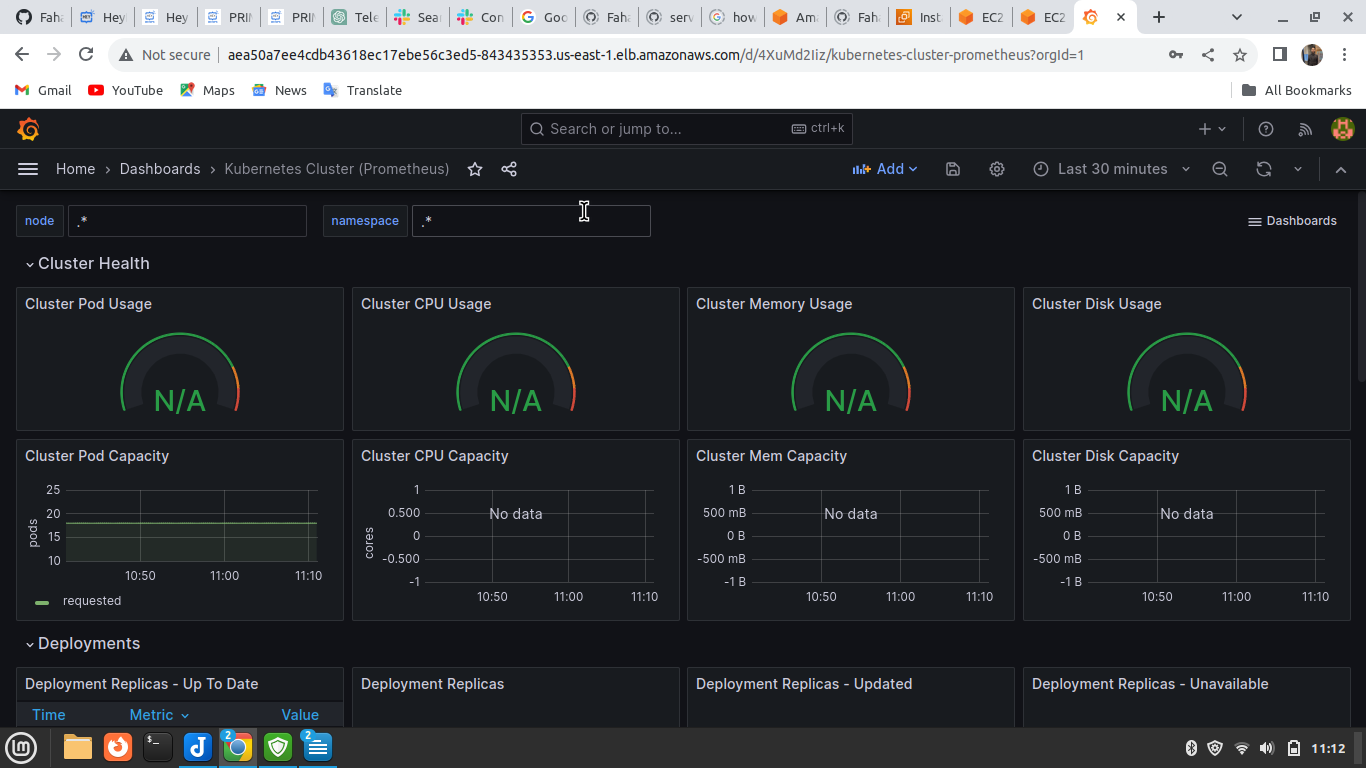 Faha Hey Hey PRII PRII Tele Sear Con Goo Faha serv how Ama Faha Inst EC2 EC2
Not secure aea50a7ee4cdb43618ec17ebe56c3ed5-843435353.us-east-1.elb.amazonaws.com/d/4XuMd2Iiz/kubernetes-cluster-prometheus?orgId=1
Gmail YouTube Maps News Translate All Bookmarks
Search or jump to... ctrl+k
Home Dashboards Kubernetes Cluster (Prometheus) Add Last 30 minutes
node .* namespace .* Dashboards
Cluster Health
Cluster Pod Usage Cluster CPU Usage Cluster Memory Usage Cluster Disk Usage
N/A N/A N/A N/A
Cluster Pod Capacity Cluster CPU Capacity Cluster Mem Capacity Cluster Disk Capacity
pods
25
20
15
10
10:50 11:00 11:10
requested
cores
1
0.500
0
-0.500
-1
No data
10:50 11:00 11:10
1 B
500 mB
0 B
-500 mB
-1 B
No data
10:50 11:00 11:10
1 B
500 mB
0 B
-500 mB
-1 B
No data
10:50 11:00 11:10
Deployments
Deployment Replicas - Up To Date Deployment Replicas Deployment Replicas - Updated Deployment Replicas - Unavailable
Time Metric Value
2 2
11:12